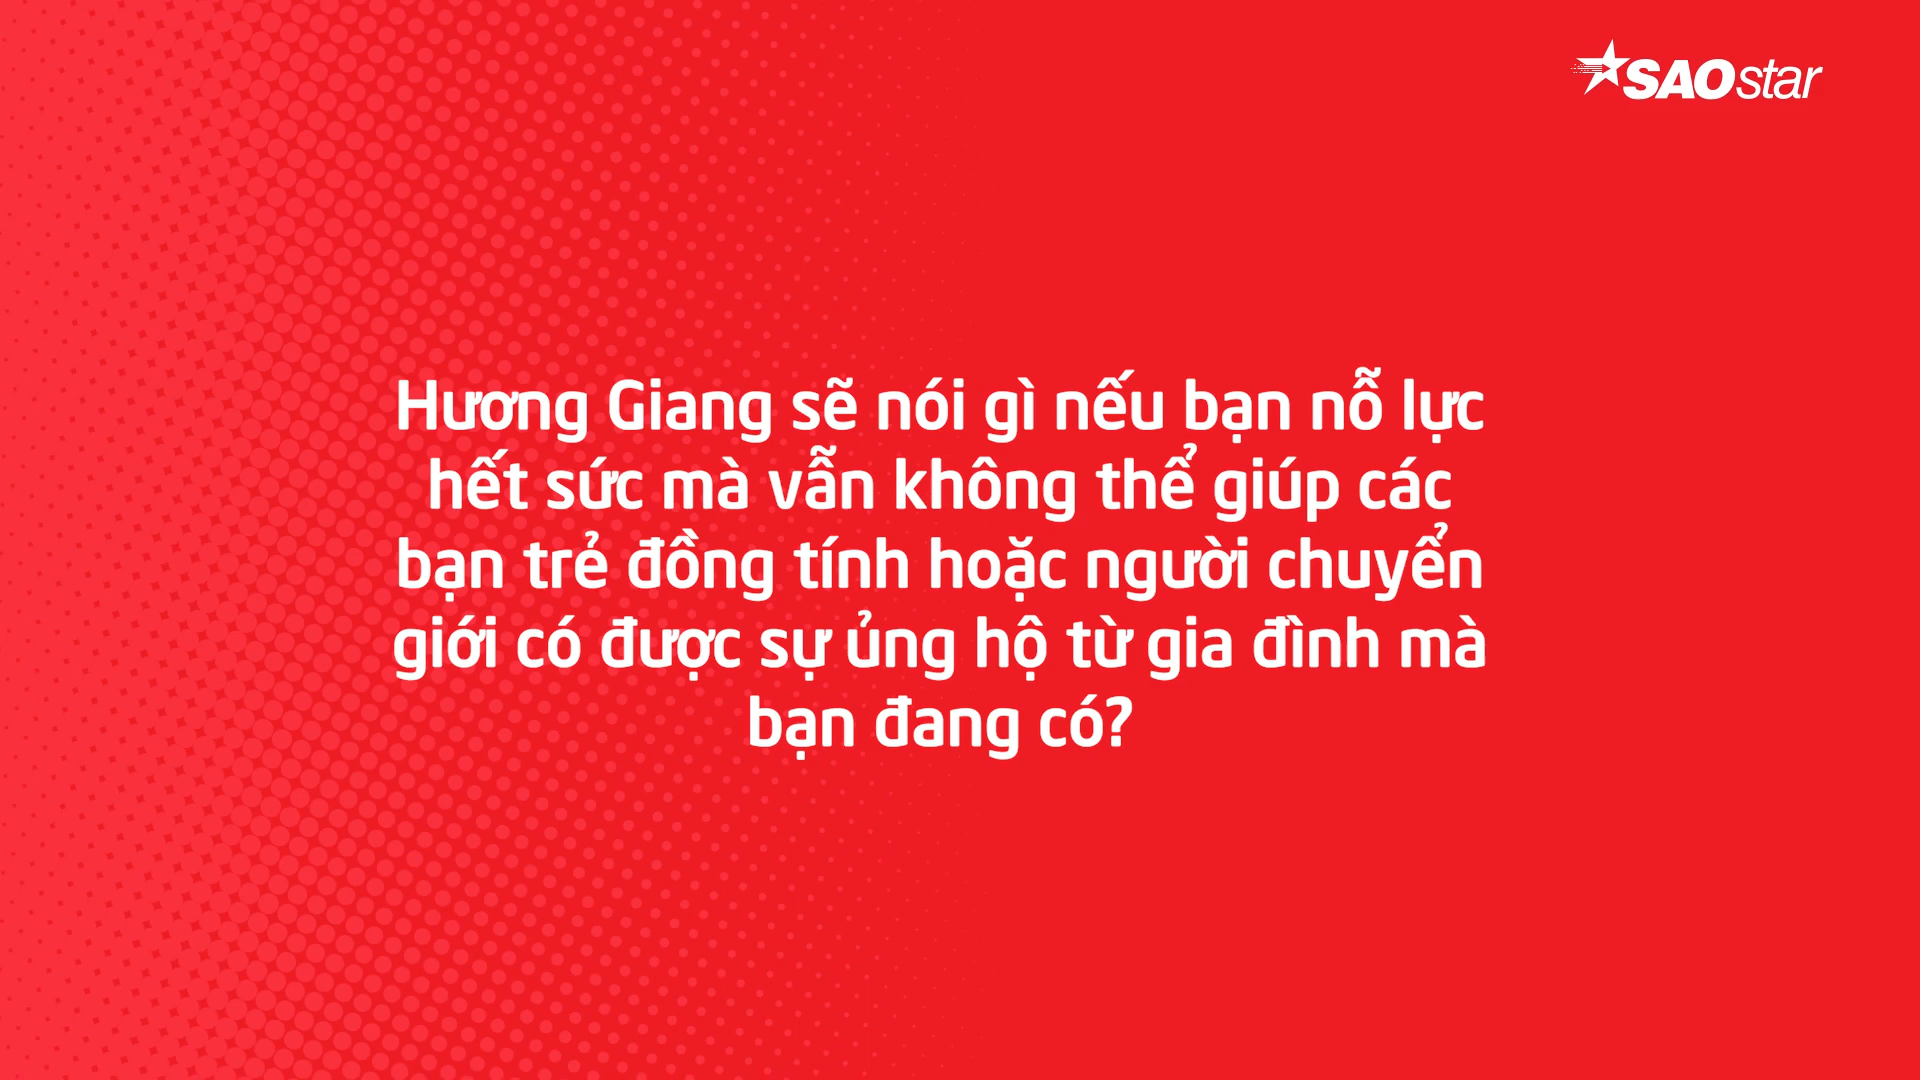 SAOstar
Hương Giang sẽ nói gì nếu bạn nỗ lực
hết sức mà vẫn không thể giúp các
bạn trẻ đồng tính hoặc người chuyển
giới có được sự ủng hộ từ gia đình mà
bạn đang có?